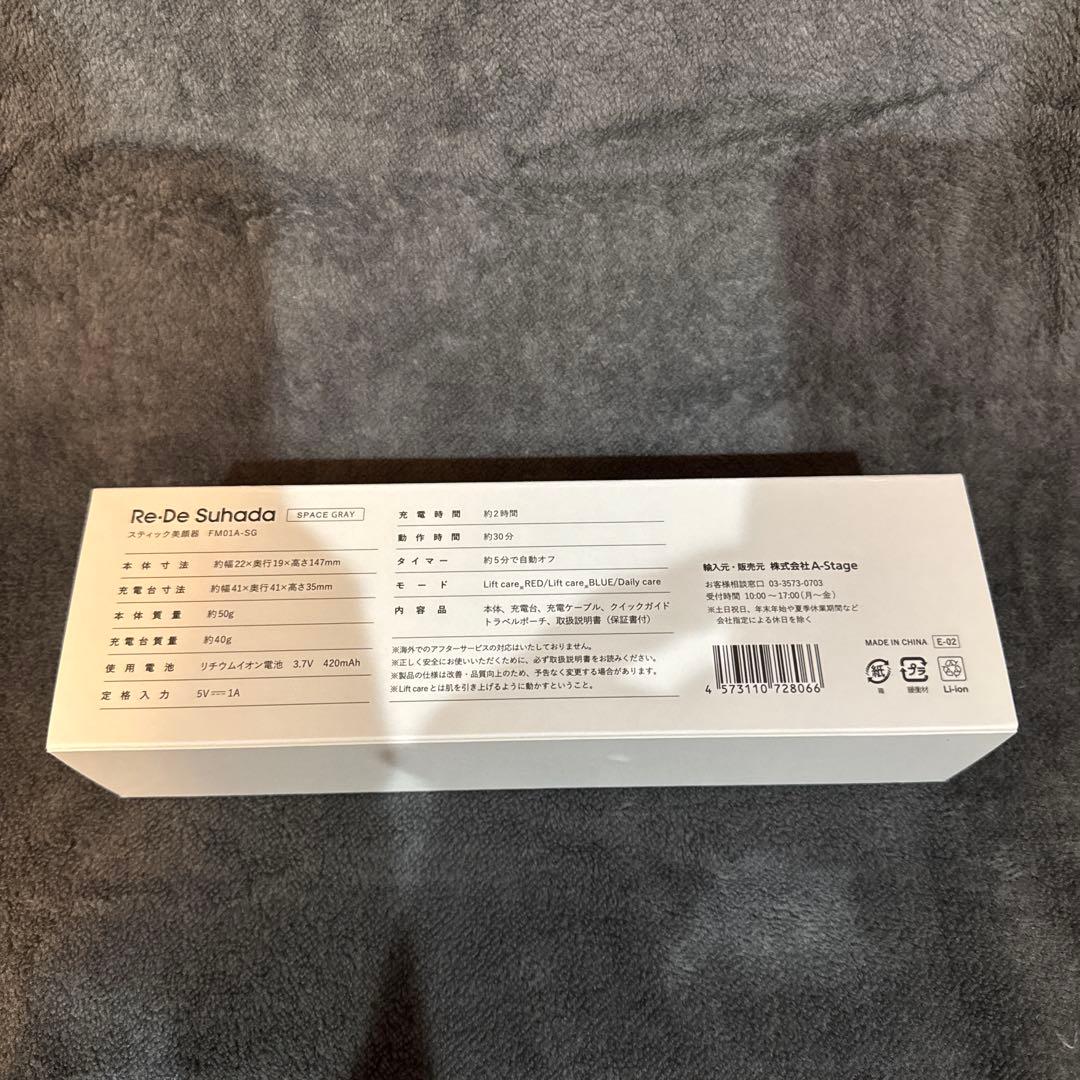 Re・De Suhada SPACE GRAY
スティック美顔器 FM01A-SG
本体寸法 約幅22×奥行19×高さ147mm
充電台寸法 約幅41×奥行41×高さ35mm
本体質量 約50g
充電台質量 約40g
使用電池 リチウムイオン電池 3.7V 420mAh
定格入力 5V⎓1A
充電時間 約2時間
動作時間 約30分
タイマー 約5分で自動オフ
モード Lift care※RED/Lift care※BLUE/Daily care
内容品 本体、充電台、充電ケーブル、クイックガイド
トラベルポーチ、取扱説明書（保証書付）
※海外でのアフターサービスの対応はいたしておりません。
※正しく安全にお使いいただくために、必ず取扱説明書をお読みください。
※製品の仕様は改善・品質向上のため、予告なく変更する場合があります。
※Lift careとは肌を引き上げるように動かすということ。
輸入元・販売元 株式会社A-Stage
お客様相談窓口 03-3573-0703
受付時間 10:00～17:00（月～金）
※土日祝日、年末年始や夏季休業期間など
会社指定による休日を除く
MADE IN CHINA E-02
4 573110 728066
紙 プラ
箱 緩衝材 Li-ion